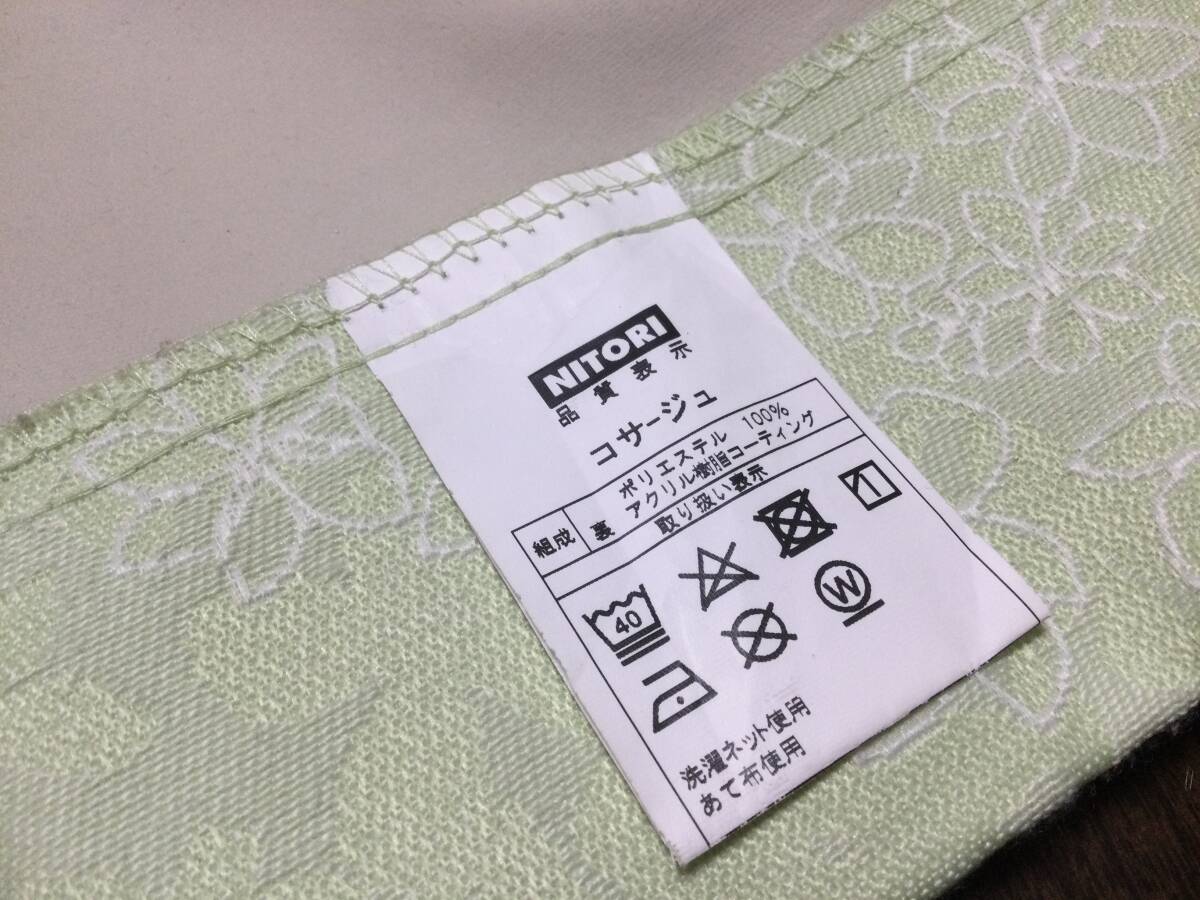 NITORI
品質表示
コサージュ
ポリエステル 100%
組成 裏 アクリル樹脂コーティング
取り扱い表示
40
W
洗濯ネット使用
あて布使用